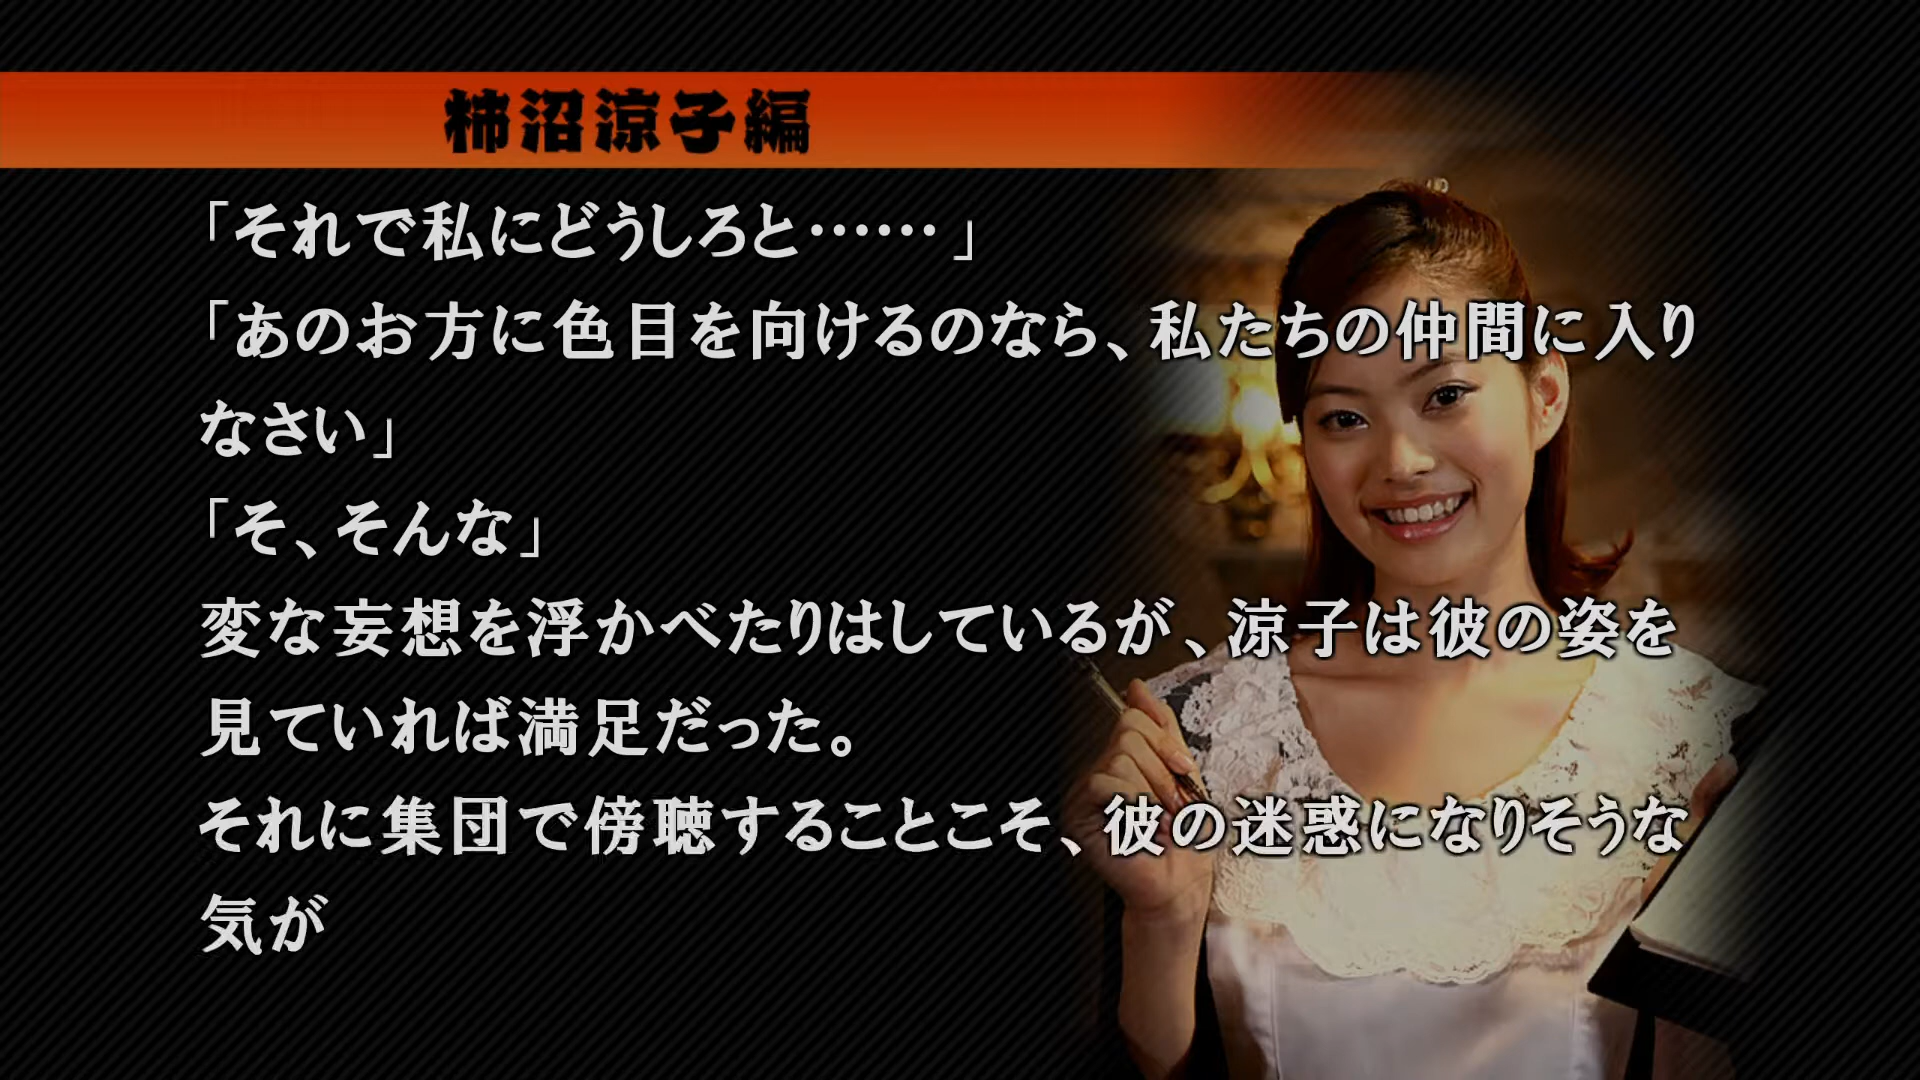 柿沼涼子編
「それで私にどうしろと……」
「あのお方に色目を向けるのなら、私たちの仲間に入り
なさい」
「そ、そんな」
変な妄想を浮かべたりはしているが、涼子は彼の姿を
見ていれば満足だった。
それに集団で傍聴することこそ、彼の迷惑になりそうな
気が